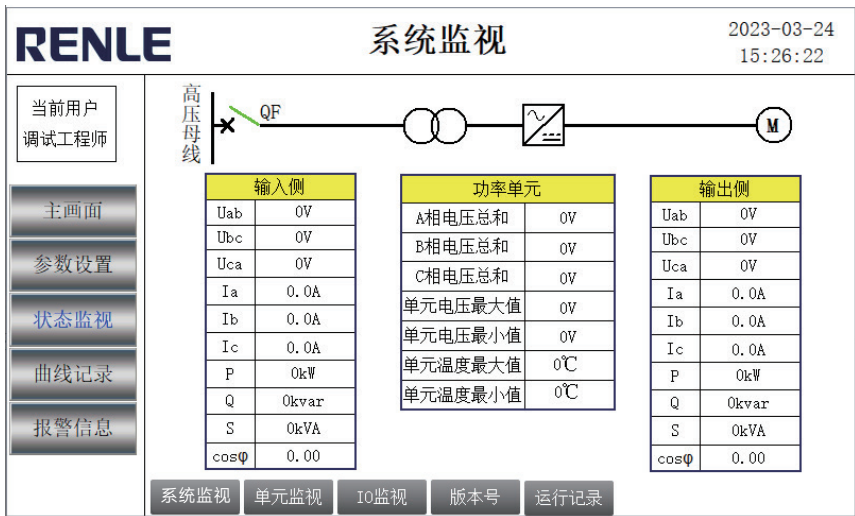 RENLE
系统监视
2023-03-24
15:26:22
当前用户
调试工程师
主画面
参数设置
状态监视
曲线记录
报警信息
高压母线
QF
M
输入侧
Uab 0V
Ubc 0V
Uca 0V
Ia 0.0A
Ib 0.0A
Ic 0.0A
P 0kW
Q 0kvar
S 0kVA
cosφ 0.00
功率单元
A相电压总和 0V
B相电压总和 0V
C相电压总和 0V
单元电压最大值 0V
单元电压最小值 0V
单元温度最大值 0℃
单元温度最小值 0℃
输出侧
Uab 0V
Ubc 0V
Uca 0V
Ia 0.0A
Ib 0.0A
Ic 0.0A
P 0kW
Q 0kvar
S 0kVA
cosφ 0.00
系统监视 单元监视 IO监视 版本号 运行记录